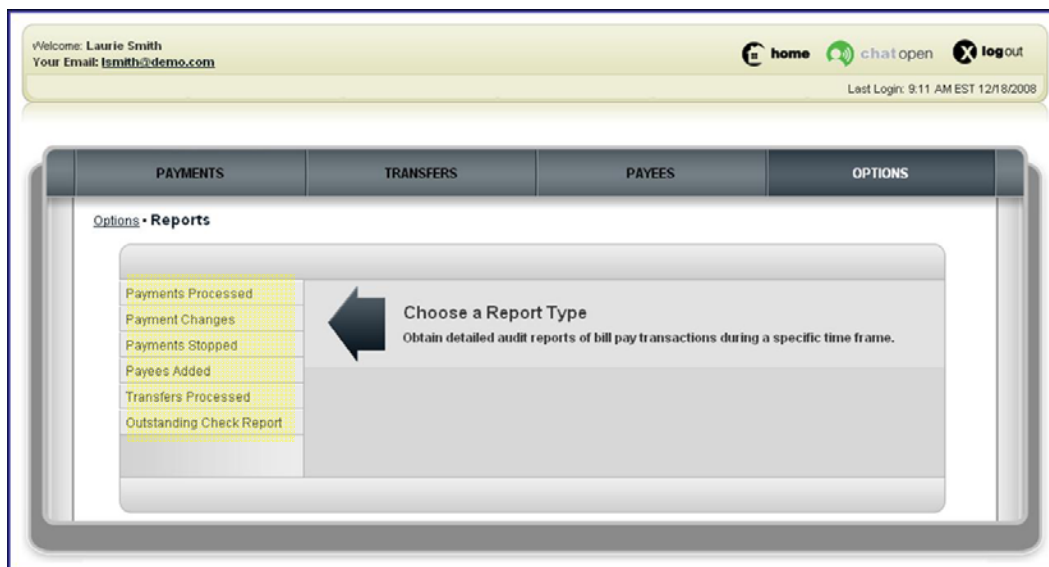 Welcome: Laurie Smith
Your Email: lsmith@demo.com
home chatopen logout
Last Login: 9:11 AM EST 12/18/2008
PAYMENTS TRANSFERS PAYEES OPTIONS
Options • Reports
Payments Processed
Payment Changes
Payments Stopped
Payees Added
Transfers Processed
Outstanding Check Report
Choose a Report Type
Obtain detailed audit reports of bill pay transactions during a specific time frame.